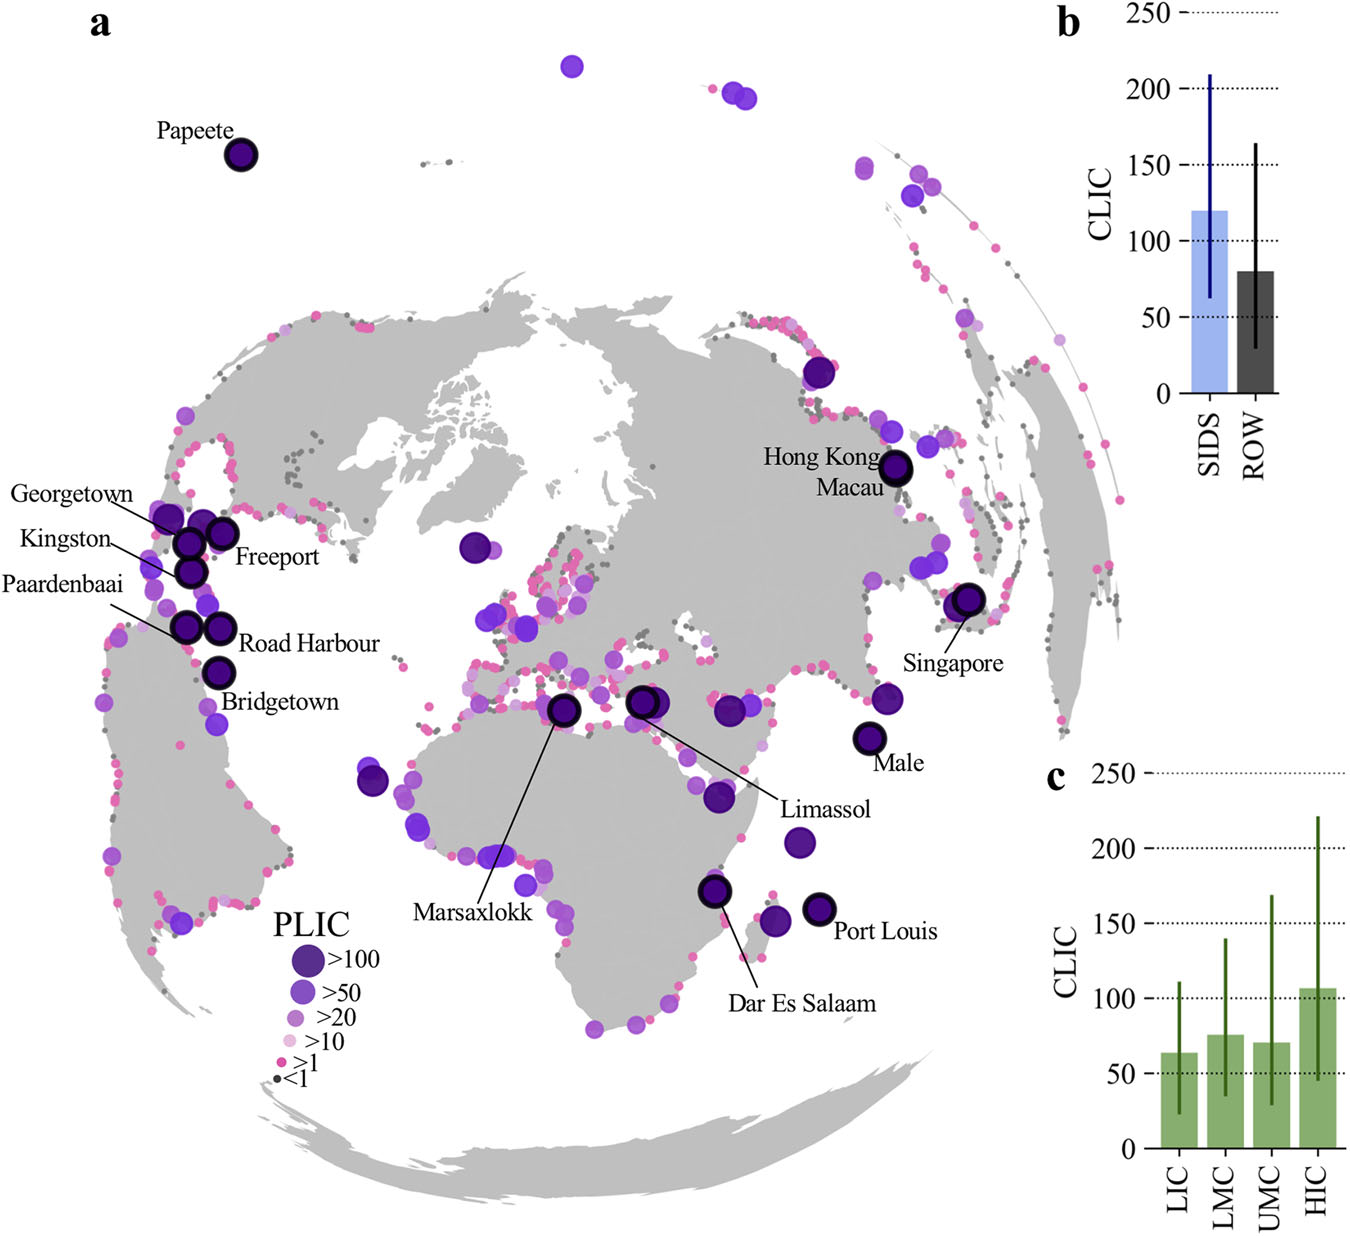 a
Papeete
Hong Kong
Macau
Georgetown
Kingston
Freeport
Paardenbaai
Road Harbour
Bridgetown
Singapore
Male
Limassol
Marsaxlokk
Port Louis
Dar Es Salaam
PLIC
>100
>50
>20
>10
>1
<1
b
250
200
150
100
50
0
CLIC
SIDS
ROW
c
250
200
150
100
50
0
CLIC
LIC
LMC
UMC
HIC